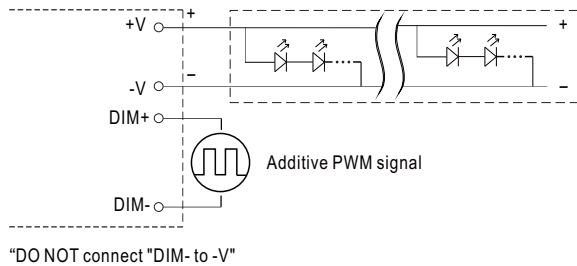 +V + +
-V − −
DIM+
Additive PWM signal
DIM-
“DO NOT connect "DIM- to -V"